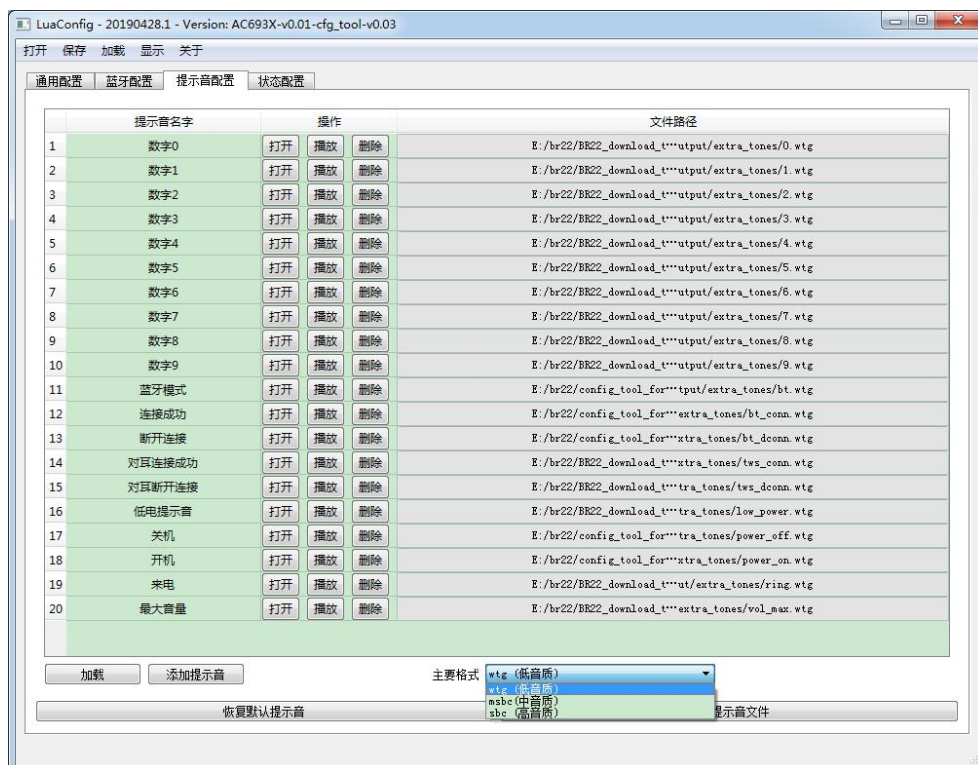 LuaConfig - 20190428.1 - Version: AC693X-v0.01-cfg_tool-v0.03
打开 保存 加载 显示 关于
通用配置 蓝牙配置 提示音配置 状态配置
提示音名字 操作 文件路径
1 数字0 打开 播放 删除 E:/br22/BR22_download_t···utput/extra_tones/0.wtg
2 数字1 打开 播放 删除 E:/br22/BR22_download_t···utput/extra_tones/1.wtg
3 数字2 打开 播放 删除 E:/br22/BR22_download_t···utput/extra_tones/2.wtg
4 数字3 打开 播放 删除 E:/br22/BR22_download_t···utput/extra_tones/3.wtg
5 数字4 打开 播放 删除 E:/br22/BR22_download_t···utput/extra_tones/4.wtg
6 数字5 打开 播放 删除 E:/br22/BR22_download_t···utput/extra_tones/5.wtg
7 数字6 打开 播放 删除 E:/br22/BR22_download_t···utput/extra_tones/6.wtg
8 数字7 打开 播放 删除 E:/br22/BR22_download_t···utput/extra_tones/7.wtg
9 数字8 打开 播放 删除 E:/br22/BR22_download_t···utput/extra_tones/8.wtg
10 数字9 打开 播放 删除 E:/br22/BR22_download_t···utput/extra_tones/9.wtg
11 蓝牙模式 打开 播放 删除 E:/br22/config_tool_for···tput/extra_tones/bt.wtg
12 连接成功 打开 播放 删除 E:/br22/config_tool_for···extra_tones/bt_conn.wtg
13 断开连接 打开 播放 删除 E:/br22/config_tool_for···xtra_tones/bt_dconn.wtg
14 对耳连接成功 打开 播放 删除 E:/br22/BR22_download_t···xtra_tones/tws_conn.wtg
15 对耳断开连接 打开 播放 删除 E:/br22/BR22_download_t···tra_tones/tws_dconn.wtg
16 低电提示音 打开 播放 删除 E:/br22/BR22_download_t···tra_tones/low_power.wtg
17 关机 打开 播放 删除 E:/br22/config_tool_for···tra_tones/power_off.wtg
18 开机 打开 播放 删除 E:/br22/config_tool_for···xtra_tones/power_on.wtg
19 来电 打开 播放 删除 E:/br22/BR22_download_t···ut/extra_tones/ring.wtg
20 最大音量 打开 播放 删除 E:/br22/BR22_download_t···extra_tones/vol_max.wtg
加载 添加提示音 主要格式 wtg (低音质)
wtg (低音质)
msbc(中音质)
sbc (高音质)
恢复默认提示音 提示音文件